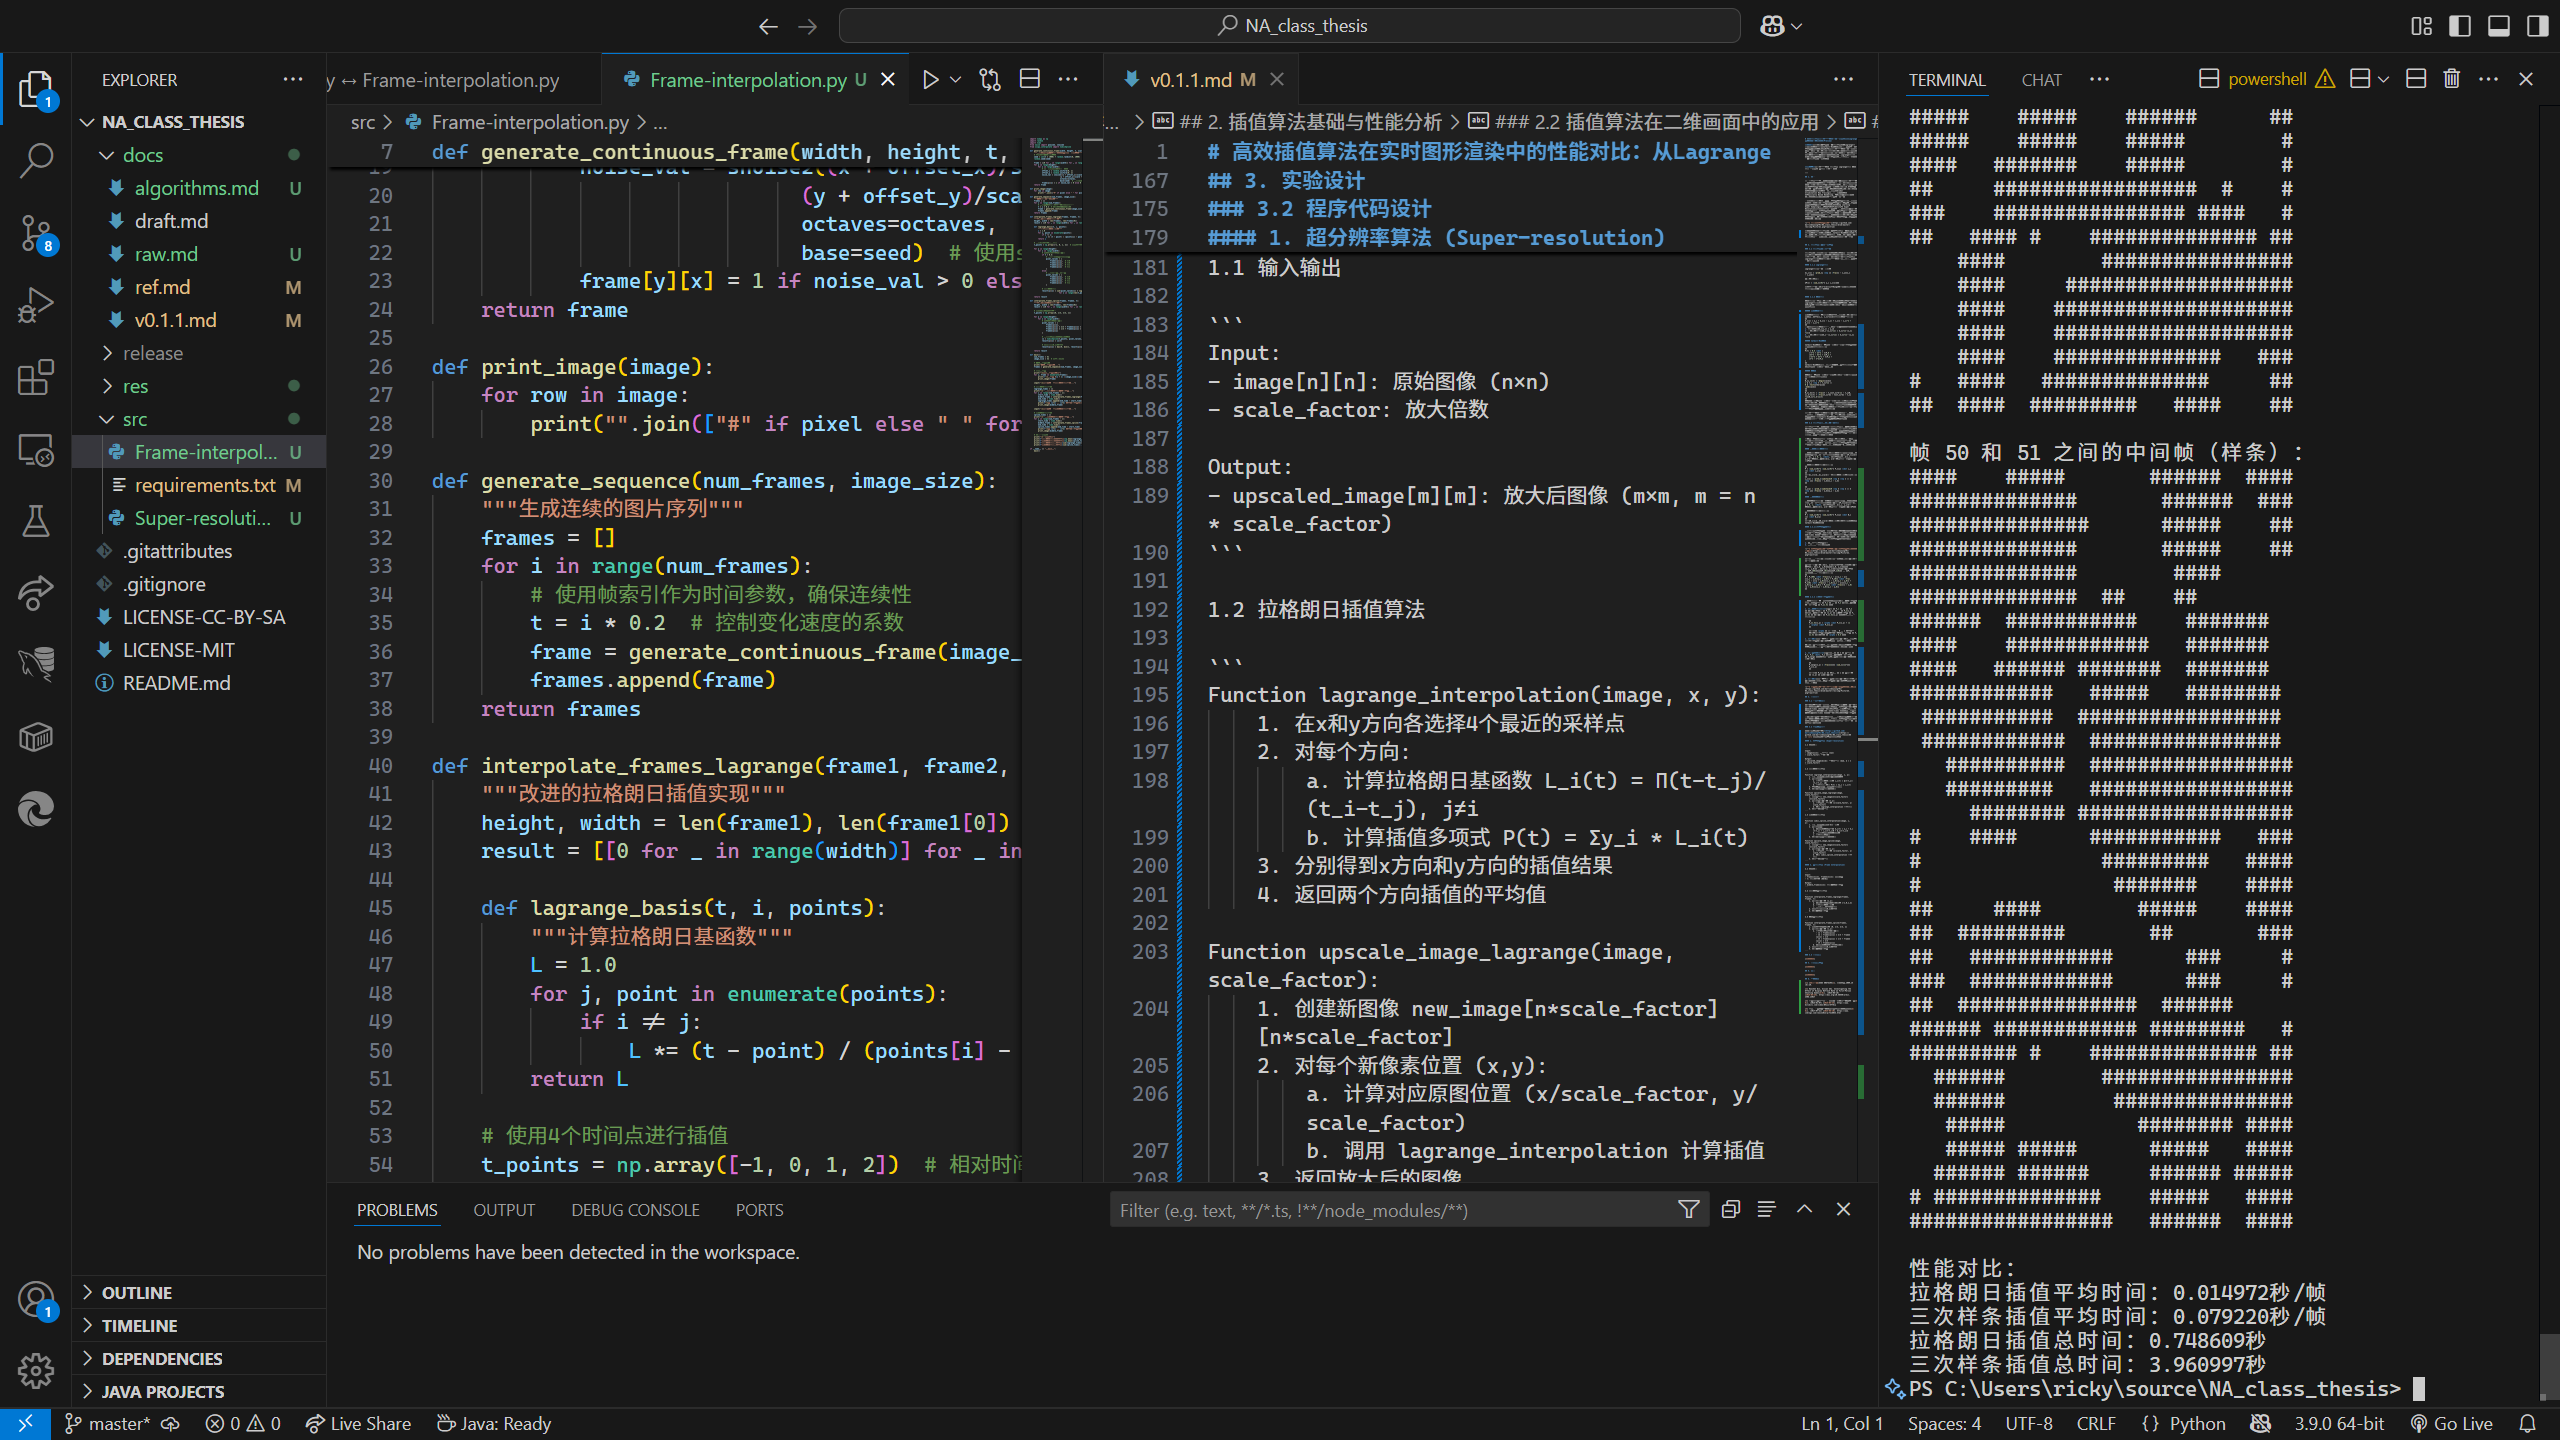 NA_class_thesis
EXPLORER
NA_CLASS_THESIS
docs
algorithms.md U
draft.md
raw.md U
ref.md M
v0.1.1.md M
release
res
src
Frame-interpol... U
requirements.txt M
Super-resoluti... U
.gitattributes
.gitignore
LICENSE-CC-BY-SA
LICENSE-MIT
README.md
OUTLINE
TIMELINE
DEPENDENCIES
JAVA PROJECTS
y ↔ Frame-interpolation.py
Frame-interpolation.py U
src > Frame-interpolation.py > ...
7 def generate_continuous_frame(width, height, t,
20 (y + offset_y)/sca
21 octaves=octaves,
22 base=seed) # 使用s
23 frame[y][x] = 1 if noise_val > 0 els
24 return frame
25
26 def print_image(image):
27 for row in image:
28 print("".join(["#" if pixel else " " for
29
30 def generate_sequence(num_frames, image_size):
31 """生成连续的图片序列"""
32 frames = []
33 for i in range(num_frames):
34 # 使用帧索引作为时间参数，确保连续性
35 t = i * 0.2 # 控制变化速度的系数
36 frame = generate_continuous_frame(image_
37 frames.append(frame)
38 return frames
39
40 def interpolate_frames_lagrange(frame1, frame2,
41 """改进的拉格朗日插值实现"""
42 height, width = len(frame1), len(frame1[0])
43 result = [[0 for _ in range(width)] for _ in
44
45 def lagrange_basis(t, i, points):
46 """计算拉格朗日基函数"""
47 L = 1.0
48 for j, point in enumerate(points):
49 if i != j:
50 L *= (t - point) / (points[i] -
51 return L
52
53 # 使用4个时间点进行插值
54 t_points = np.array([-1, 0, 1, 2]) # 相对时间
v0.1.1.md M
... > ## 2. 插值算法基础与性能分析 > ### 2.2 插值算法在二维画面中的应用 > #
1 # 高效插值算法在实时图形渲染中的性能对比：从Lagrange
167 ## 3. 实验设计
175 ### 3.2 程序代码设计
179 #### 1. 超分辨率算法 (Super-resolution)
181 1.1 输入输出
182
183 ```
184 Input:
185 - image[n][n]: 原始图像 (n×n)
186 - scale_factor: 放大倍数
187
188 Output:
189 - upscaled_image[m][m]: 放大后图像 (m×m, m = n
* scale_factor)
190 ```
191
192 1.2 拉格朗日插值算法
193
194 ```
195 Function lagrange_interpolation(image, x, y):
196 1. 在x和y方向各选择4个最近的采样点
197 2. 对每个方向:
198 a. 计算拉格朗日基函数 L_i(t) = Π(t-t_j)/
(t_i-t_j), j≠i
199 b. 计算插值多项式 P(t) = Σy_i * L_i(t)
200 3. 分别得到x方向和y方向的插值结果
201 4. 返回两个方向插值的平均值
202
203 Function upscale_image_lagrange(image,
scale_factor):
204 1. 创建新图像 new_image[n*scale_factor]
[n*scale_factor]
205 2. 对每个新像素位置 (x,y):
206 a. 计算对应原图位置 (x/scale_factor, y/
scale_factor)
207 b. 调用 lagrange_interpolation 计算插值
208 3. 返回放大后的图像
PROBLEMS OUTPUT DEBUG CONSOLE PORTS
Filter (e.g. text, **/*.ts, !**/node_modules/**)
No problems have been detected in the workspace.
TERMINAL CHAT
powershell
帧 50 和 51 之间的中间帧（样条）：
性能对比：
拉格朗日插值平均时间: 0.014972秒/帧
三次样条插值平均时间: 0.079220秒/帧
拉格朗日插值总时间: 0.748609秒
三次样条插值总时间: 3.960997秒
PS C:\Users\ricky\source\NA_class_thesis>
master* 0 0 Live Share Java: Ready
Ln 1, Col 1 Spaces: 4 UTF-8 CRLF {} Python 3.9.0 64-bit Go Live